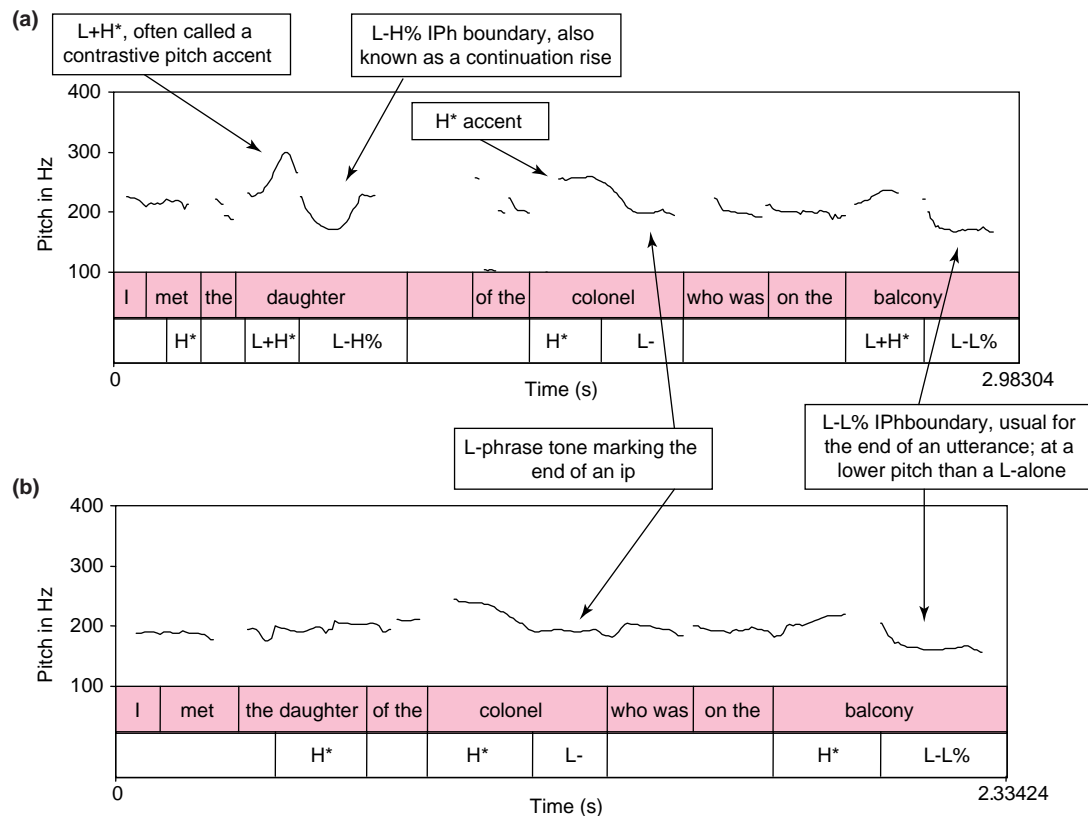 (a)
L+H*, often called a
contrastive pitch accent
L-H% IPh boundary, also
known as a continuation rise
H* accent
400
300
200
100
Pitch in Hz
I met the daughter of the colonel who was on the balcony
H* L+H* L-H% H* L- L+H* L-L%
0 2.98304
Time (s)
L-phrase tone marking the
end of an ip
L-L% IPhboundary, usual for
the end of an utterance; at a
lower pitch than a L-alone
(b)
400
300
200
100
Pitch in Hz
I met the daughter of the colonel who was on the balcony
H* H* L- H* L-L%
0 2.33424
Time (s)